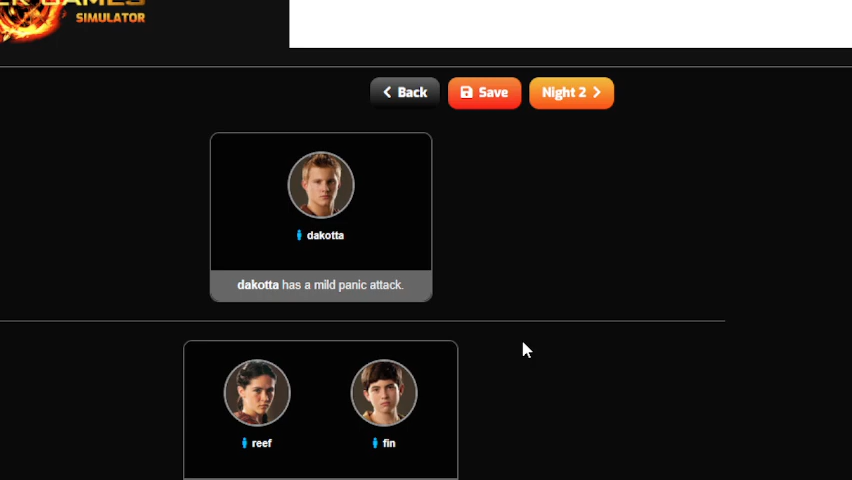 SIMULATOR
Back
Save
Night 2
dakotta
dakotta has a mild panic attack.
reef
fin